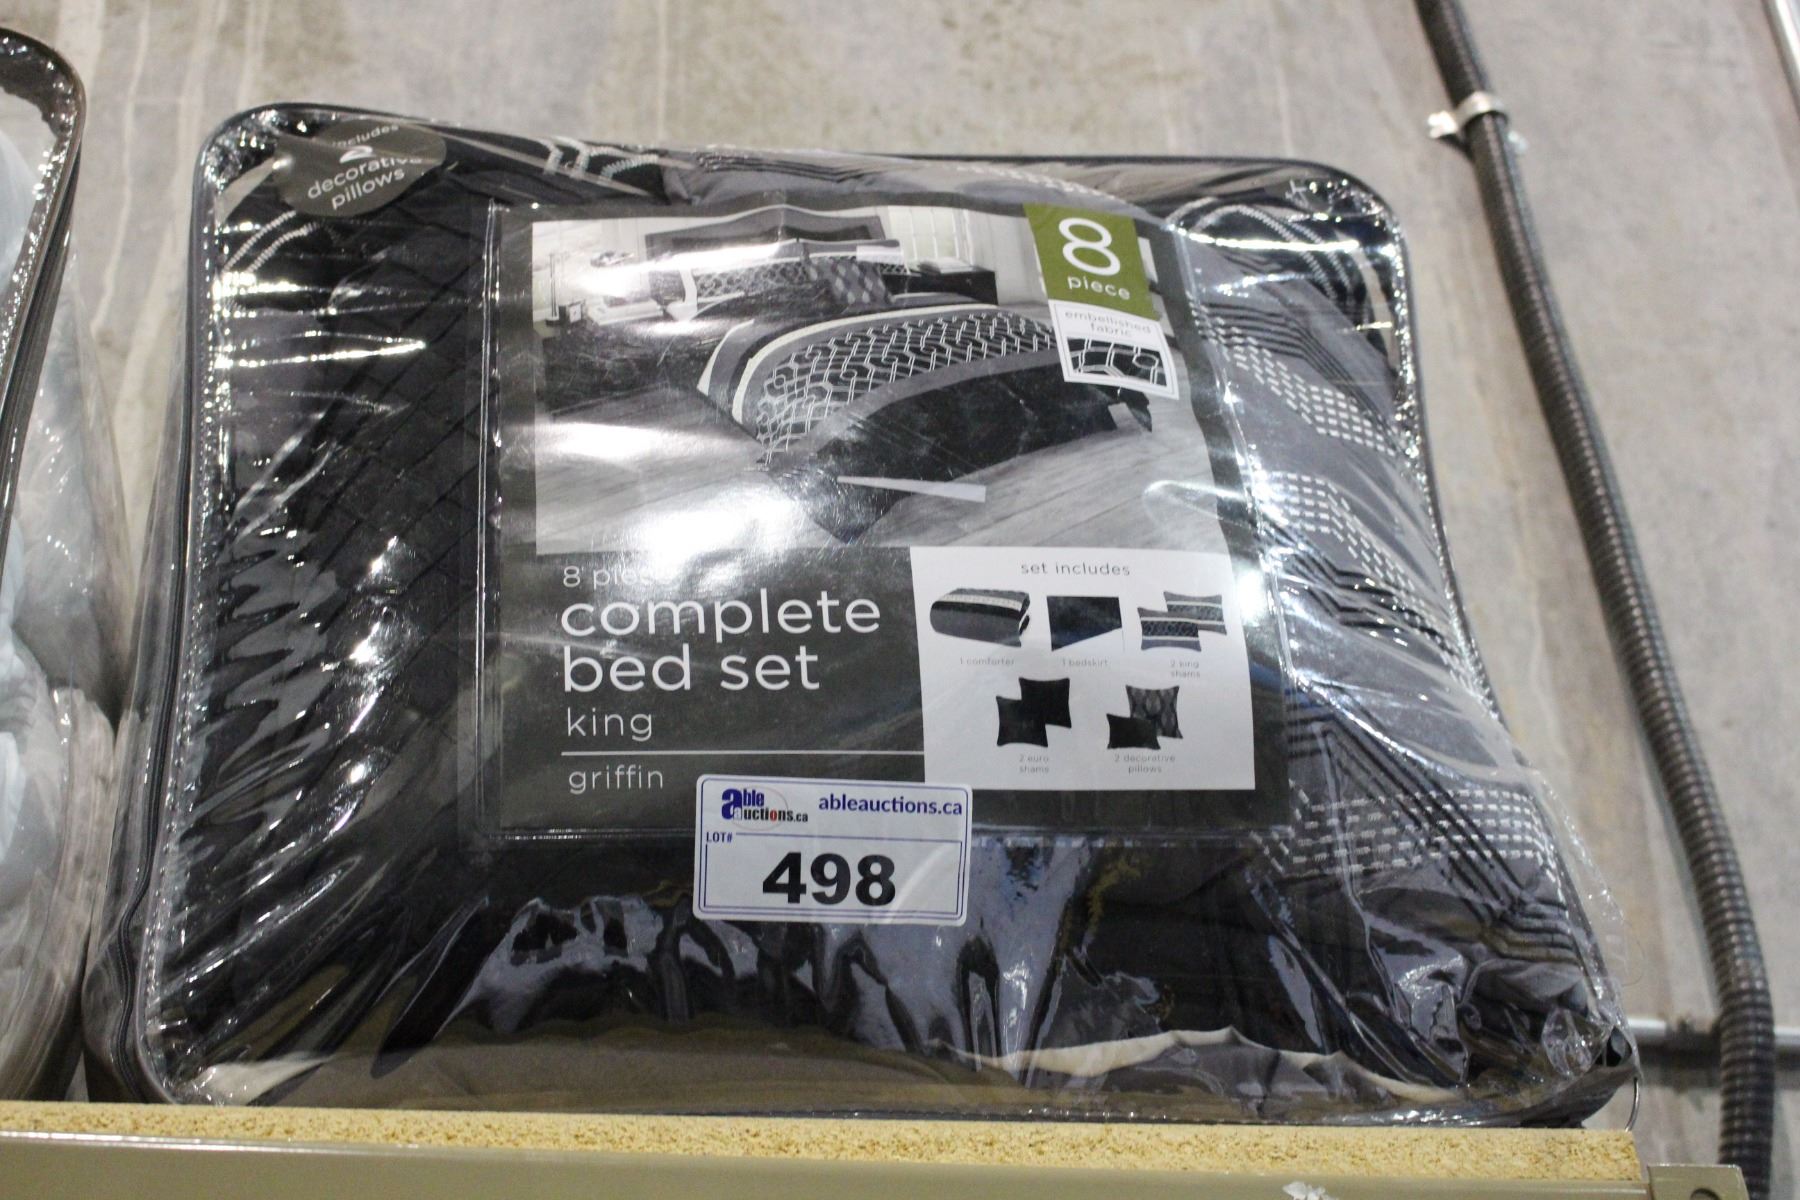 includes
2
decorative
pillows
8
piece
embellished
fabric
8 piece
complete
bed set
king
griffin
set includes
1 comforter
1 bedskirt
2 king
shams
2 euro
shams
2 decorative
pillows
able
auctions.ca
ableauctions.ca
LOT#
498